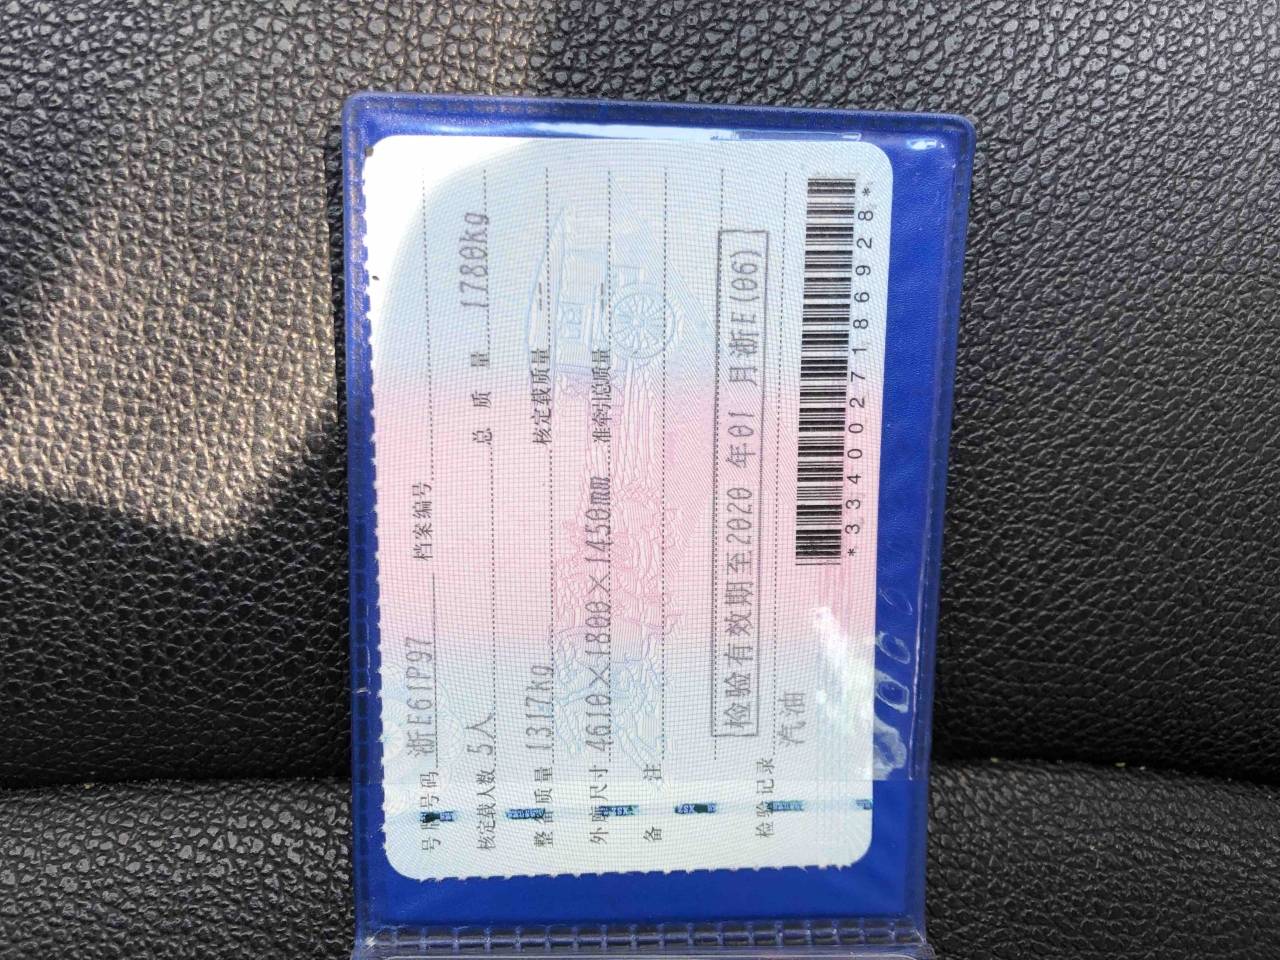 号牌号码 浙E61P97 档案编号
核定载人数 5人 总质量 1780kg
整备质量 1317kg 核定载质量 ---
外廓尺寸 4610×1800×1450mm 准牵引总质量 ---
备注
检验有效期至2020年01月浙E(06)
检验记录
汽油
*3340027186928*